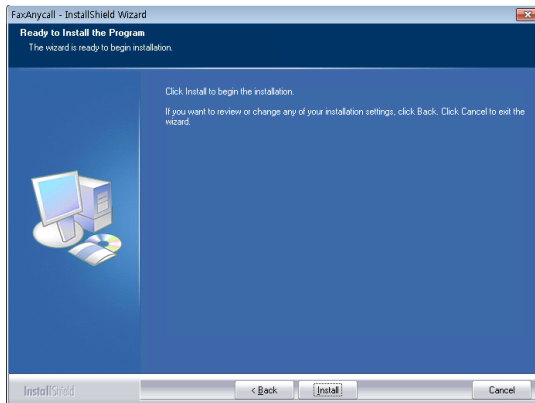 FaxAnycall - InstallShield Wizard
Ready to Install the Program
The wizard is ready to begin installation.
Click Install to begin the installation.
If you want to review or change any of your installation settings, click Back. Click Cancel to exit the
wizard.
InstallShield
< Back
Install
Cancel